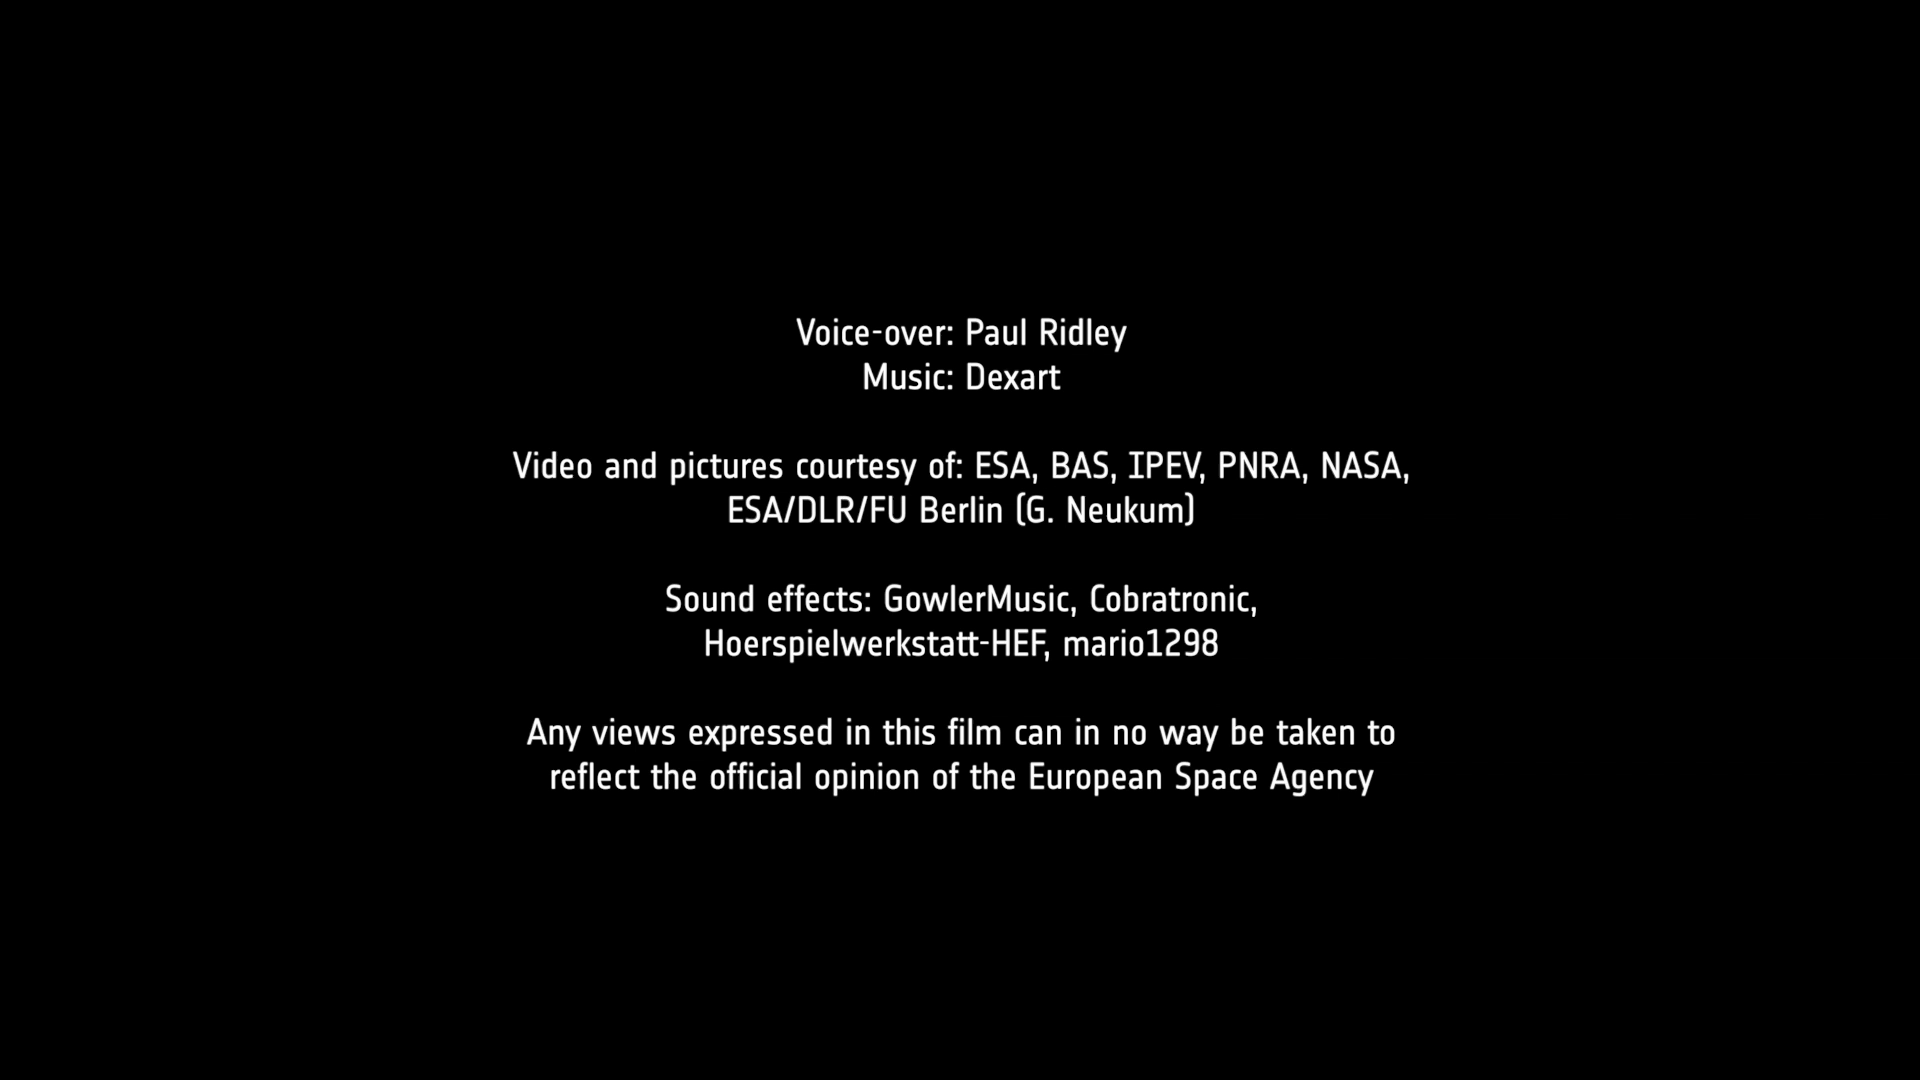 Voice-over: Paul Ridley
Music: Dexart
Video and pictures courtesy of: ESA, BAS, IPEV, PNRA, NASA,
ESA/DLR/FU Berlin (G. Neukum)
Sound effects: GowlerMusic, Cobratronic,
Hoerspielwerkstatt-HEF, mario1298
Any views expressed in this film can in no way be taken to
reflect the official opinion of the European Space Agency